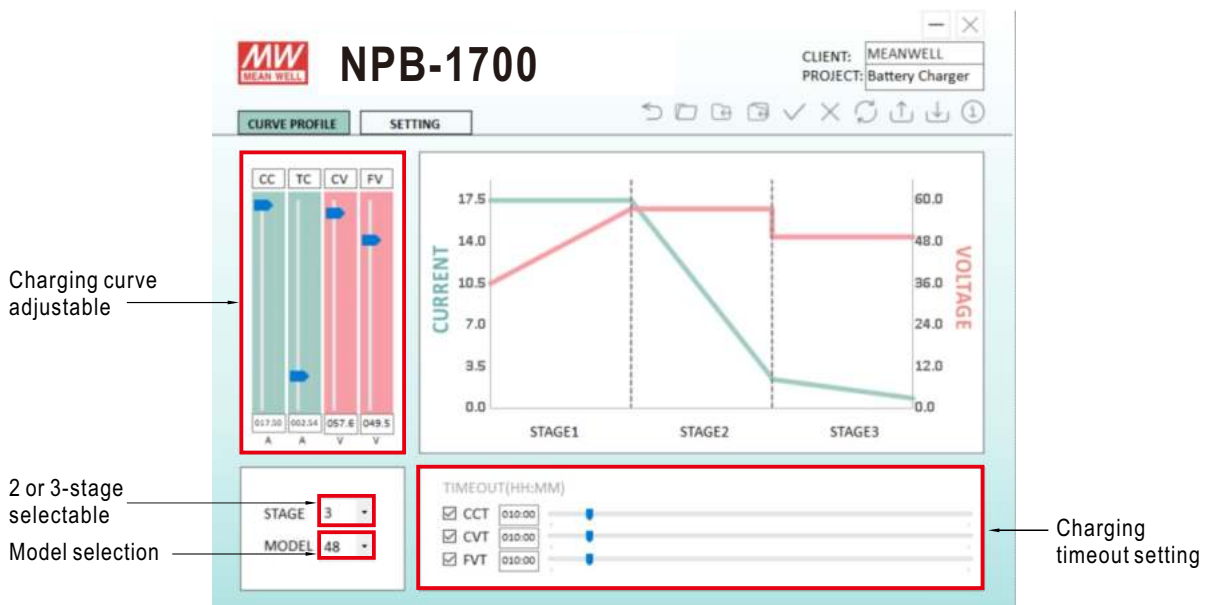 MW
MEAN WELL
NPB-1700
CLIENT: MEANWELL
PROJECT: Battery Charger
CURVE PROFILE
SETTING
CC TC CV FV
017.50 002.54 057.6 049.5
A A V V
Charging curve
adjustable
CURRENT
17.5
14.0
10.5
7.0
3.5
0.0
60.0
48.0
36.0
24.0
12.0
0.0
VOLTAGE
STAGE1 STAGE2 STAGE3
2 or 3-stage
selectable
Model selection
STAGE 3
MODEL 48
TIMEOUT(HH:MM)
CCT 010:00
CVT 010:00
FVT 010:00
Charging
timeout setting